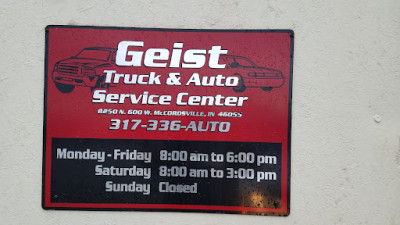 Geist
Truck & Auto
Service Center
6250 N. 600 W. McCORDSVILLE, IN 46055
317-336-AUTO
Monday - Friday 8:00 am to 6:00 pm
Saturday 8:00 am to 3:00 pm
Sunday Closed